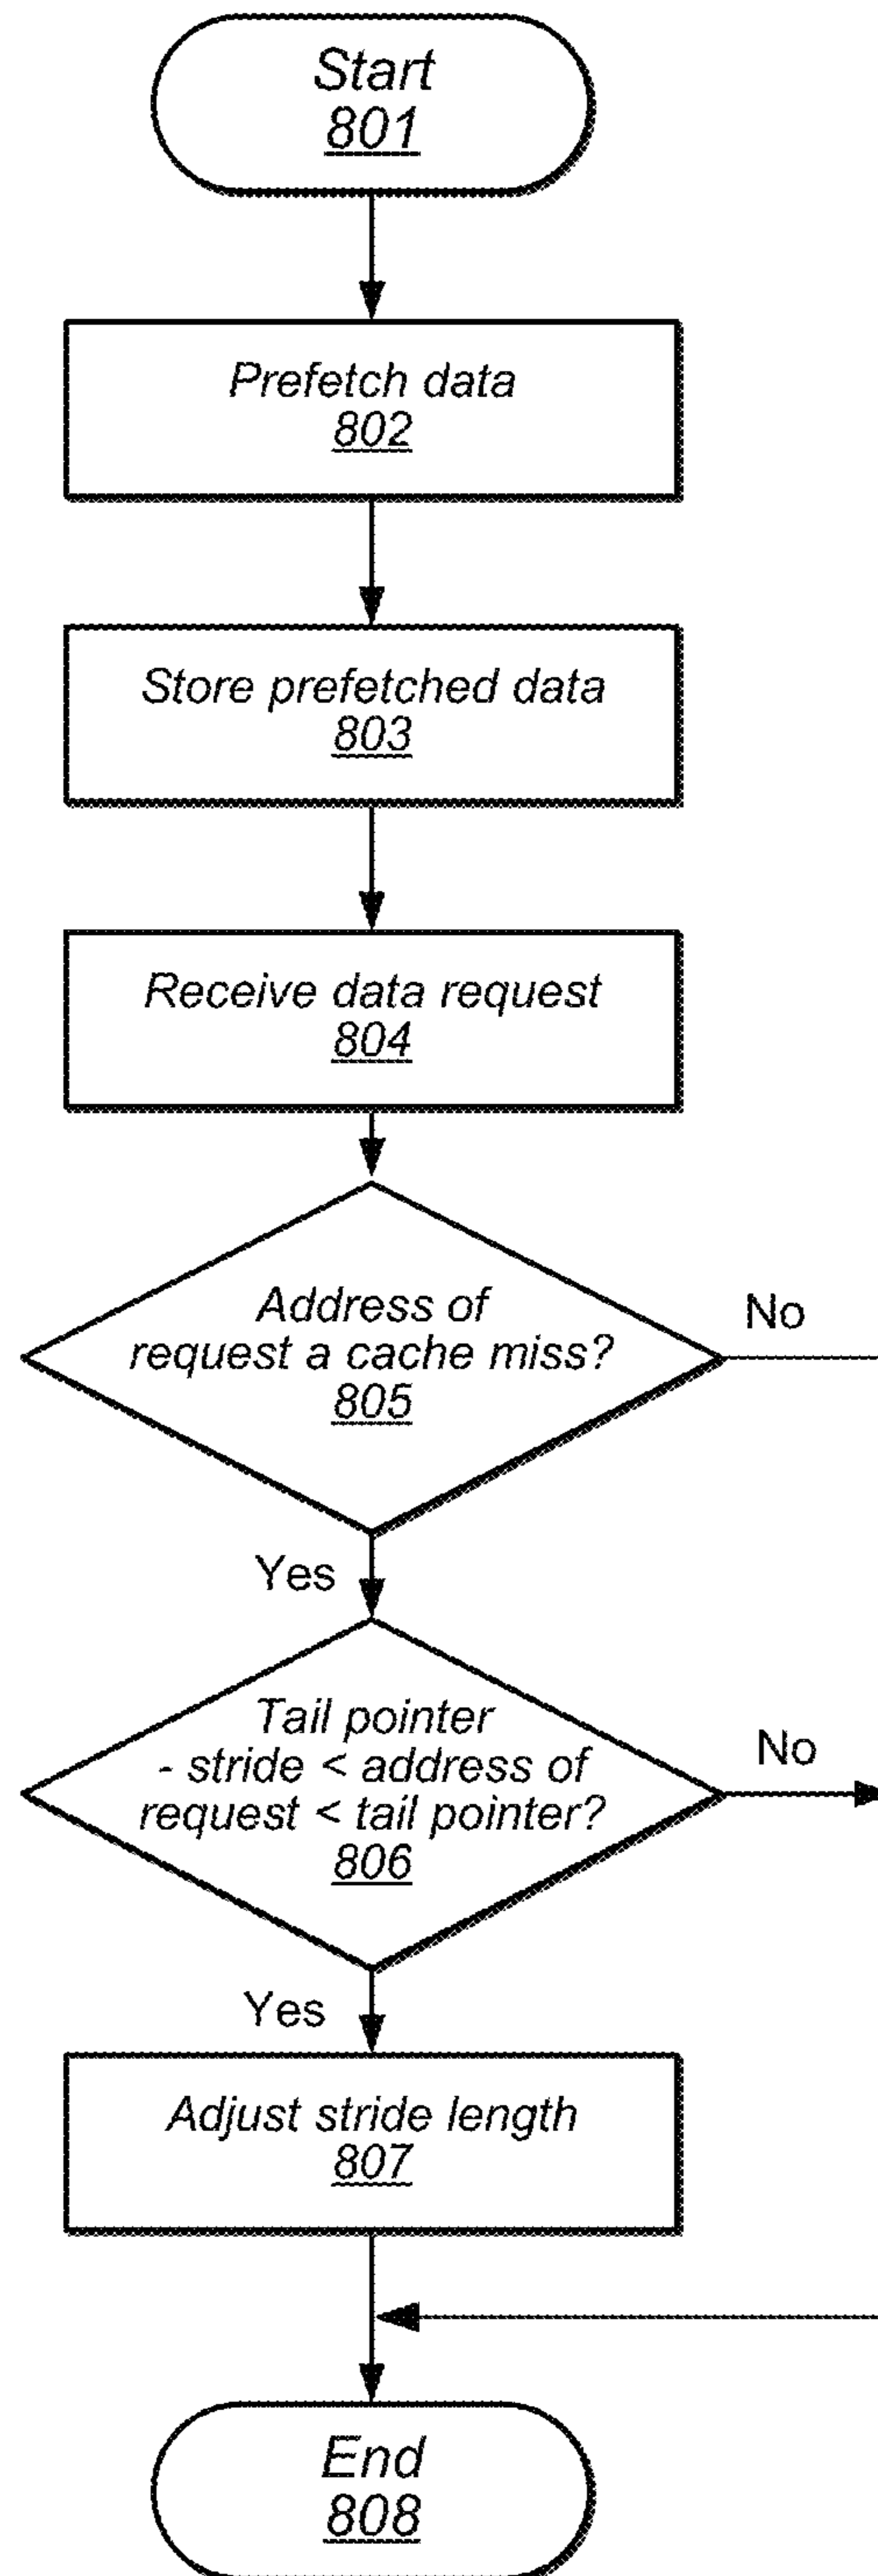 Start
801
Prefetch data
802
Store prefetched data
803
Receive data request
804
Address of
request a cache miss?
805
No
Yes
Tail pointer
- stride < address of
request < tail pointer?
806
No
Yes
Adjust stride length
807
End
808